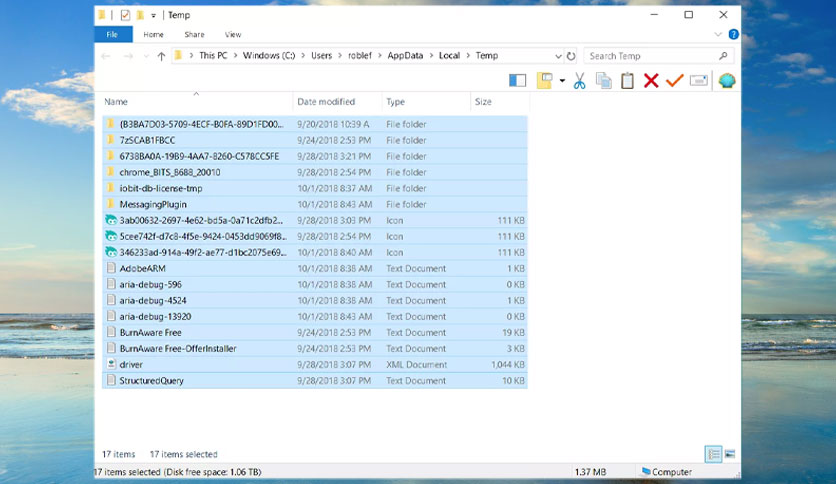 Temp
File Home Share View
This PC > Windows (C:) > Users > roblef > AppData > Local > Temp Search Temp
Name Date modified Type Size
{B3BA7D03-5709-4ECF-B0FA-89D1FD00... 9/20/2018 10:39 A File folder
7zSCAB1FBCC 9/24/2018 2:53 PM File folder
6738BA0A-19B9-4AA7-8260-C578CC5FE 9/28/2018 3:21 PM File folder
chrome_BITS_8688_20010 9/28/2018 2:54 PM File folder
iobit-db-license-tmp 10/1/2018 8:37 AM File folder
MessagingPlugin 10/1/2018 8:37 AM File folder
3ab00632-2697-4e62-bd5a-0a71c2dfb2... 9/28/2018 3:03 PM Icon 111 KB
5cee742f-d7c8-4f5e-9424-0453dd9069f8... 9/28/2018 2:54 PM Icon 111 KB
346233ad-914a-49f2-ae77-d1bc2075e69... 10/1/2018 8:40 AM Icon 111 KB
AdobeARM 10/1/2018 8:38 AM Text Document 1 KB
aria-debug-596 10/1/2018 8:38 AM Text Document 0 KB
aria-debug-4524 10/1/2018 8:38 AM Text Document 1 KB
aria-debug-13920 10/1/2018 8:43 AM Text Document 0 KB
BurnAware Free 9/24/2018 2:53 PM Text Document 19 KB
BurnAware Free-OfferInstaller 9/24/2018 2:53 PM Text Document 3 KB
driver 9/28/2018 3:07 PM XML Document 1,044 KB
StructuredQuery 9/28/2018 3:07 PM Text Document 10 KB
17 items 17 items selected
17 items selected (Disk free space: 1.06 TB) 1.37 MB Computer